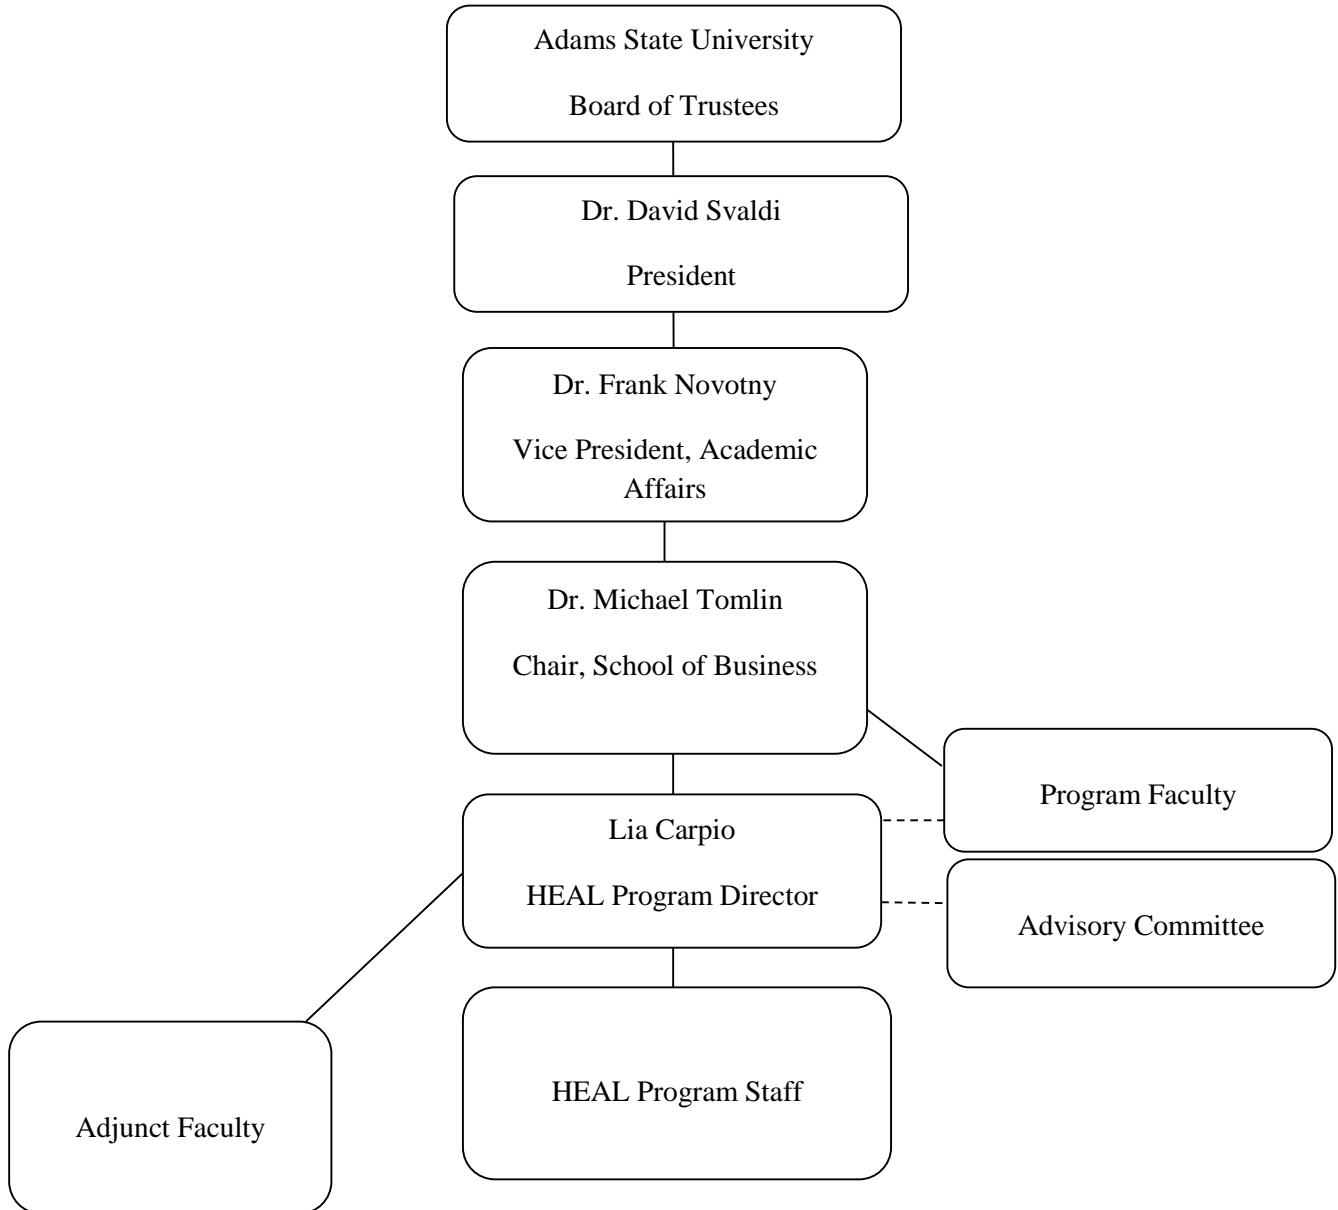 Adams State University
Board of Trustees
Dr. David Svaldi
President
Dr. Frank Novotny
Vice President, Academic
Affairs
Dr. Michael Tomlin
Chair, School of Business
Program Faculty
Lia Carpio
HEAL Program Director
Advisory Committee
HEAL Program Staff
Adjunct Faculty